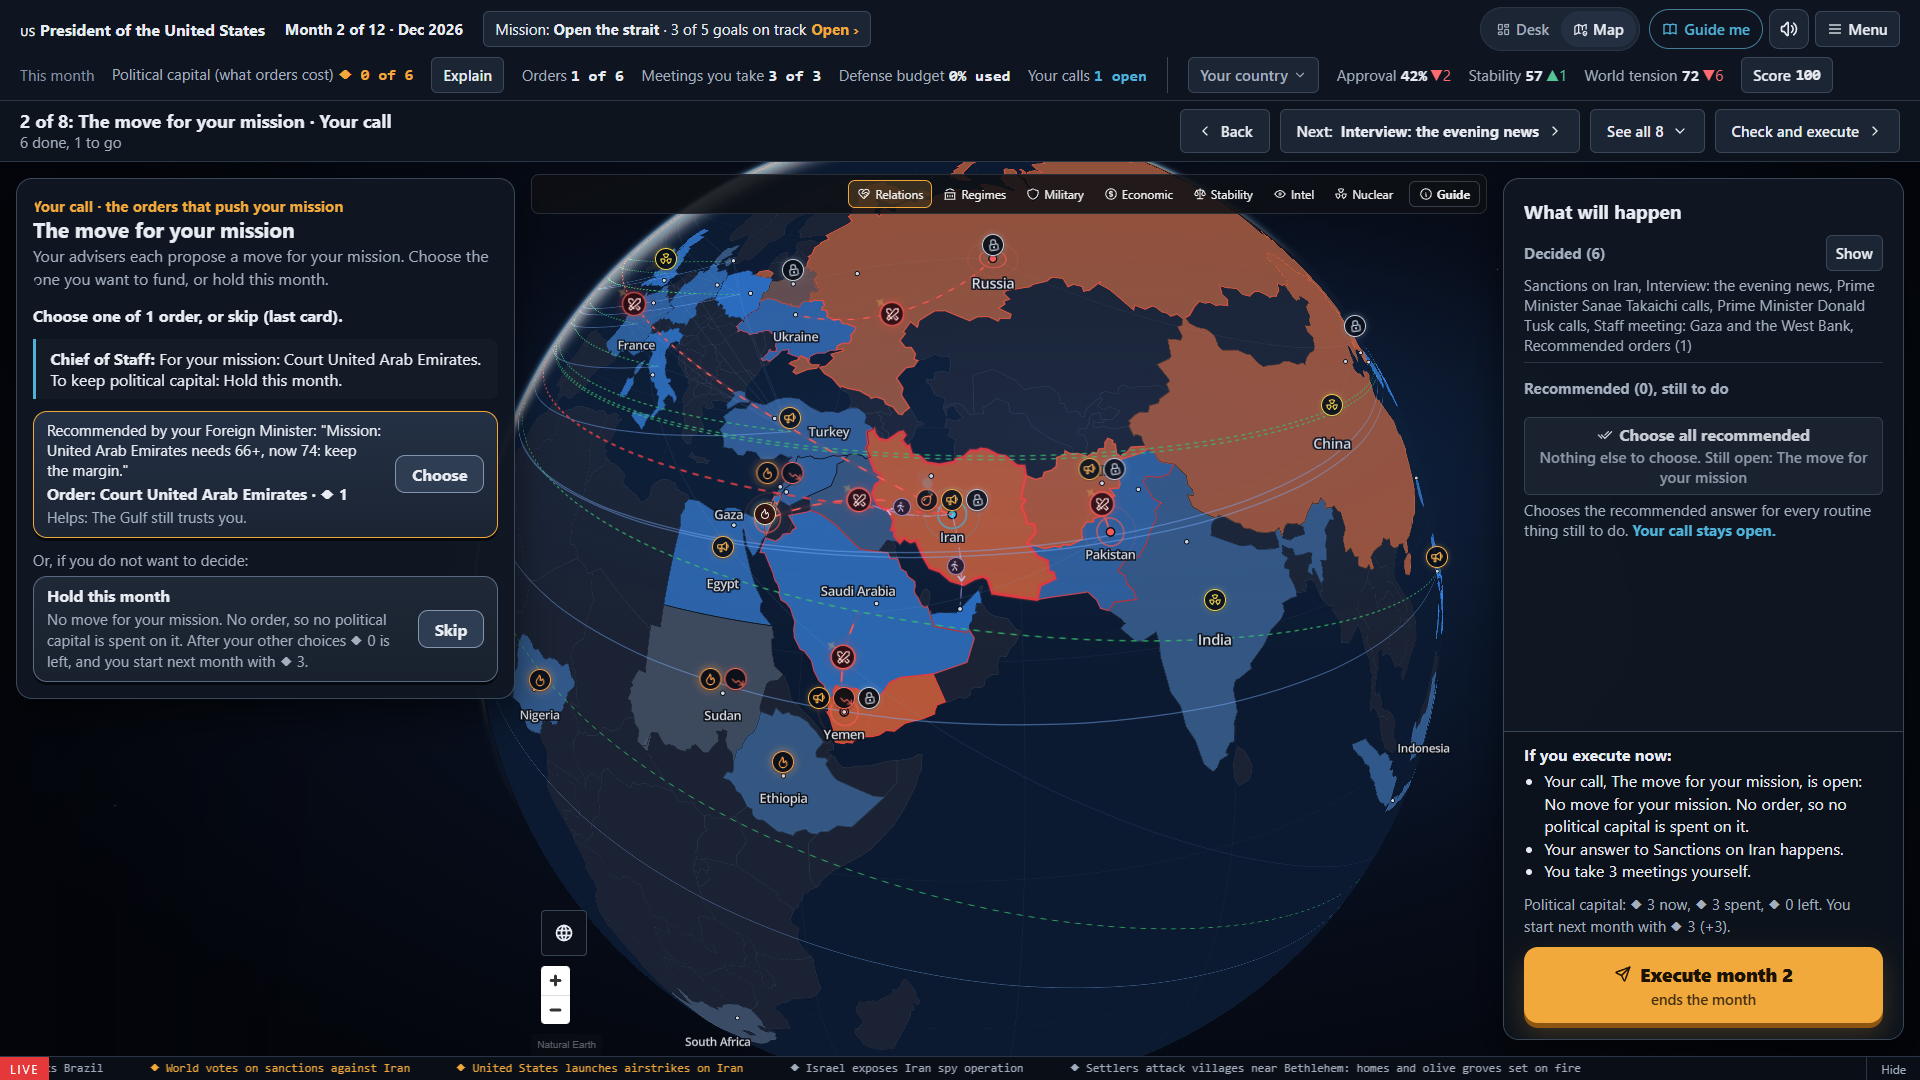 US President of the United States
Month 2 of 12 · Dec 2026
Mission: Open the strait · 3 of 5 goals on track Open ›
Desk
Map
Guide me
Menu
This month
Political capital (what orders cost) ◆ 0 of 6
Explain
Orders 1 of 6
Meetings you take 3 of 3
Defense budget 0% used
Your calls 1 open
Your country
Approval 42% ▼2
Stability 57 ▲1
World tension 72 ▼6
Score 100
2 of 8: The move for your mission · Your call
6 done, 1 to go
Back
Next: Interview: the evening news
See all 8
Check and execute
Your call · the orders that push your mission
The move for your mission
Your advisers each propose a move for your mission. Choose the
one you want to fund, or hold this month.
Choose one of 1 order, or skip (last card).
Chief of Staff: For your mission: Court United Arab Emirates.
To keep political capital: Hold this month.
Recommended by your Foreign Minister: "Mission:
United Arab Emirates needs 66+, now 74: keep
the margin."
Order: Court United Arab Emirates · ◆ 1
Helps: The Gulf still trusts you.
Choose
Or, if you do not want to decide:
Hold this month
No move for your mission. No order, so no political
capital is spent on it. After your other choices ◆ 0 is
left, and you start next month with ◆ 3.
Skip
Relations
Regimes
Military
Economic
Stability
Intel
Nuclear
Guide
Russia
Ukraine
France
Turkey
China
Gaza
Iran
Pakistan
Egypt
Saudi Arabia
India
Nigeria
Sudan
Yemen
Indonesia
Ethiopia
South Africa
+
−
Natural Earth
What will happen
Decided (6)
Show
Sanctions on Iran, Interview: the evening news, Prime
Minister Sanae Takaichi calls, Prime Minister Donald
Tusk calls, Staff meeting: Gaza and the West Bank,
Recommended orders (1)
Recommended (0), still to do
Choose all recommended
Nothing else to choose. Still open: The move for
your mission
Chooses the recommended answer for every routine
thing still to do. Your call stays open.
If you execute now:
• Your call, The move for your mission, is open:
No move for your mission. No order, so no
political capital is spent on it.
• Your answer to Sanctions on Iran happens.
• You take 3 meetings yourself.
Political capital: ◆ 3 now, ◆ 3 spent, ◆ 0 left. You
start next month with ◆ 3 (+3).
Execute month 2
ends the month
LIVE
s Brazil
◆ World votes on sanctions against Iran
◆ United States launches airstrikes on Iran
◆ Israel exposes Iran spy operation
◆ Settlers attack villages near Bethlehem: homes and olive groves set on fire
Hide